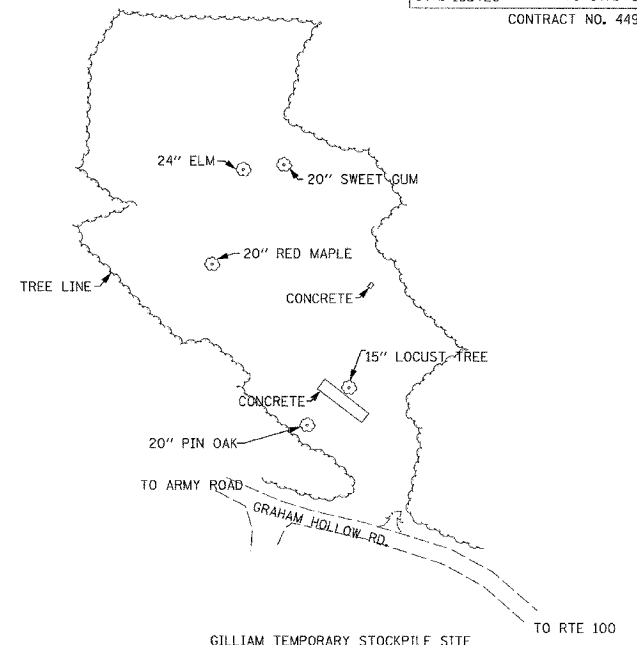 CONTRACT NO. 449
24" ELM
20" SWEET GUM
20" RED MAPLE
TREE LINE
CONCRETE
15" LOCUST TREE
CONCRETE
20" PIN OAK
TO ARMY ROAD
GRAHAM HOLLOW RD.
TO RTE 100
GILLIAM TEMPORARY STOCKPILE SITE